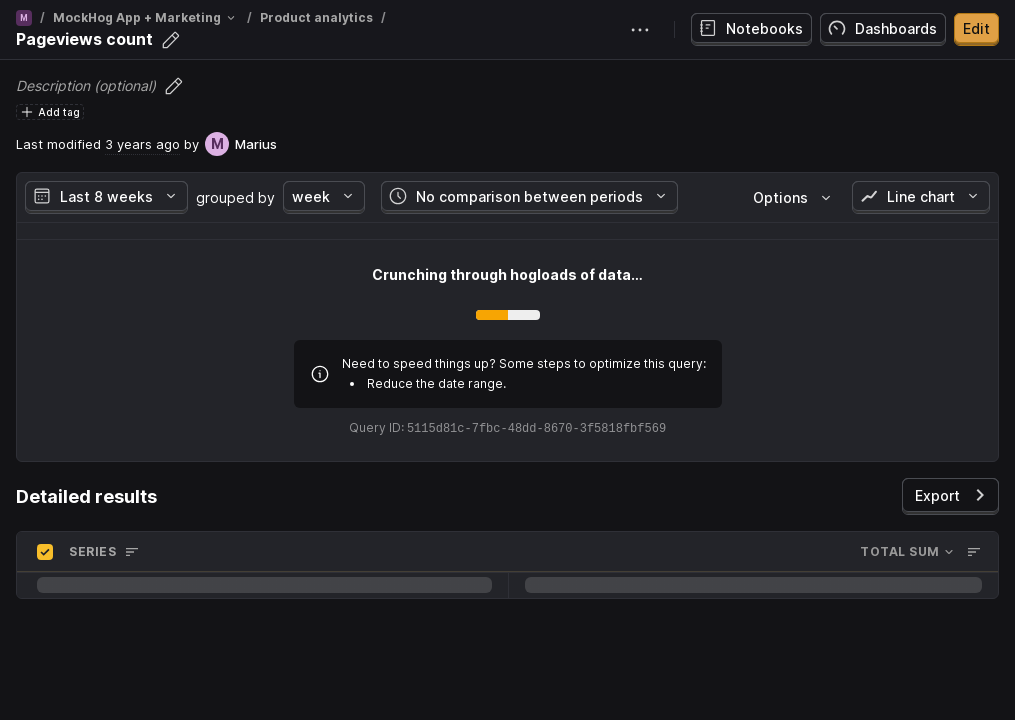 M / MockHog App + Marketing / Product analytics /
Pageviews count
Notebooks
Dashboards
Edit
Description (optional)
Add tag
Last modified 3 years ago by M Marius
Last 8 weeks grouped by week No comparison between periods Options Line chart
Crunching through hogloads of data...
Need to speed things up? Some steps to optimize this query:
• Reduce the date range.
Query ID: 5115d81c-7fbc-48dd-8670-3f5818fbf569
Detailed results
Export
SERIES TOTAL SUM